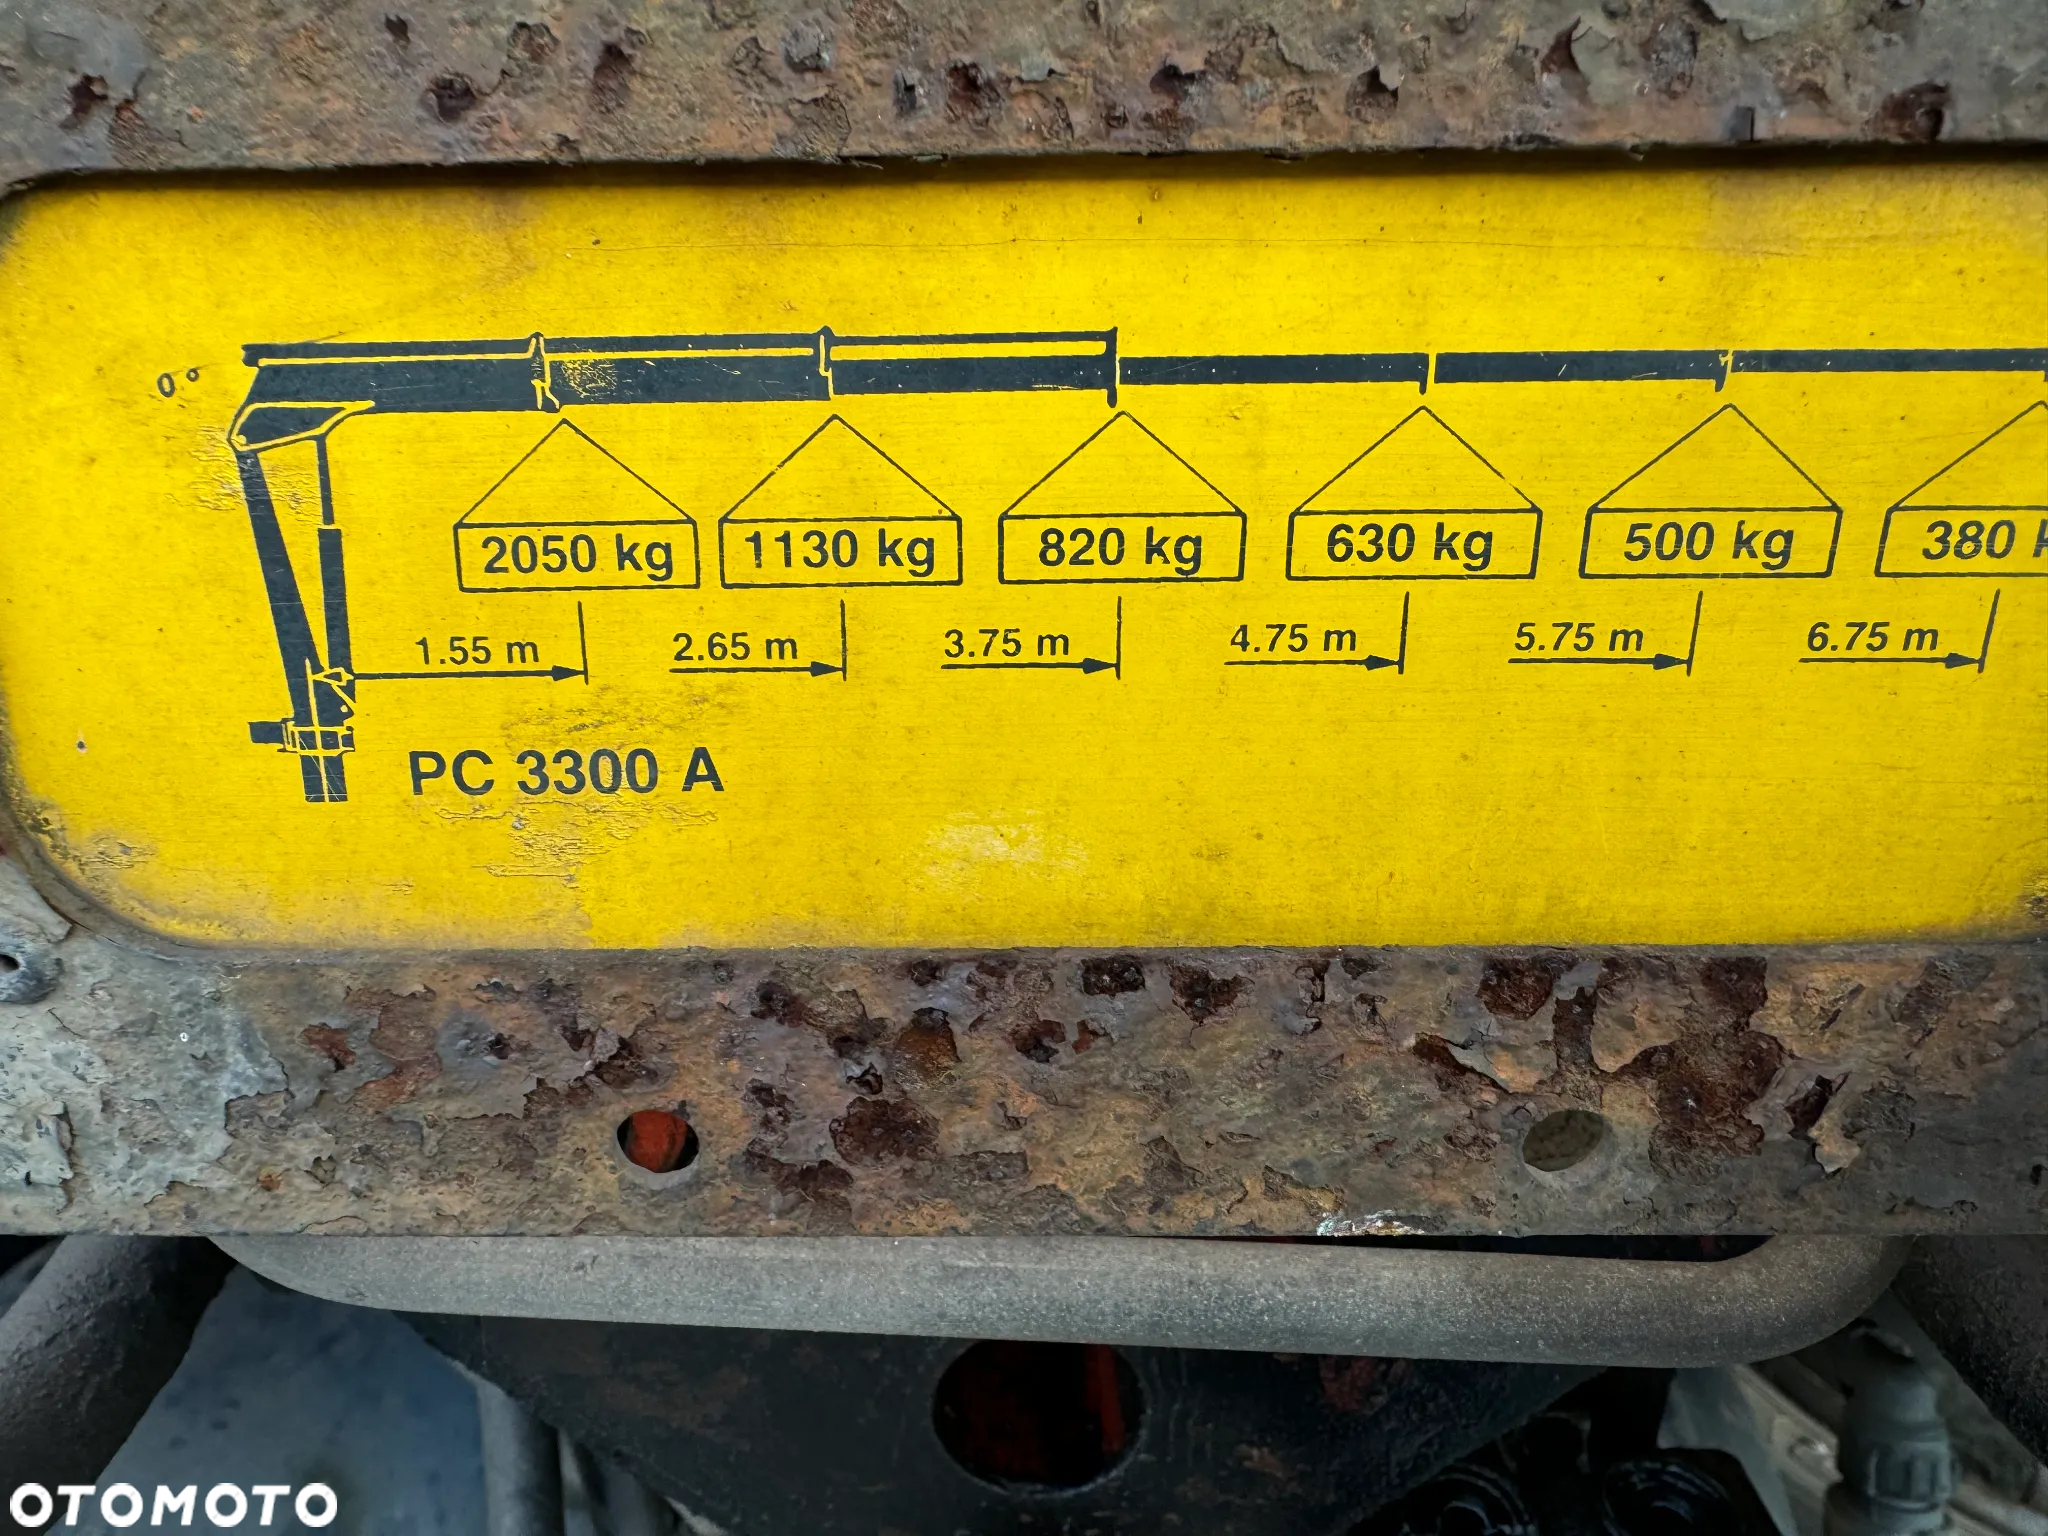 2050 kg 1130 kg 820 kg 630 kg 500 kg 380
1.55 m 2.65 m 3.75 m 4.75 m 5.75 m 6.75 m
PC 3300 A
OTOMOTO